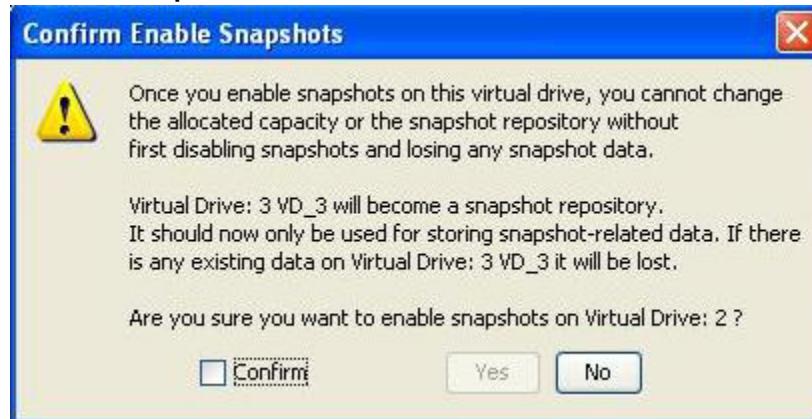 Confirm Enable Snapshots
Once you enable snapshots on this virtual drive, you cannot change
the allocated capacity or the snapshot repository without
first disabling snapshots and losing any snapshot data.
Virtual Drive: 3 VD_3 will become a snapshot repository.
It should now only be used for storing snapshot-related data. If there
is any existing data on Virtual Drive: 3 VD_3 it will be lost.
Are you sure you want to enable snapshots on Virtual Drive: 2 ?
Confirm Yes No